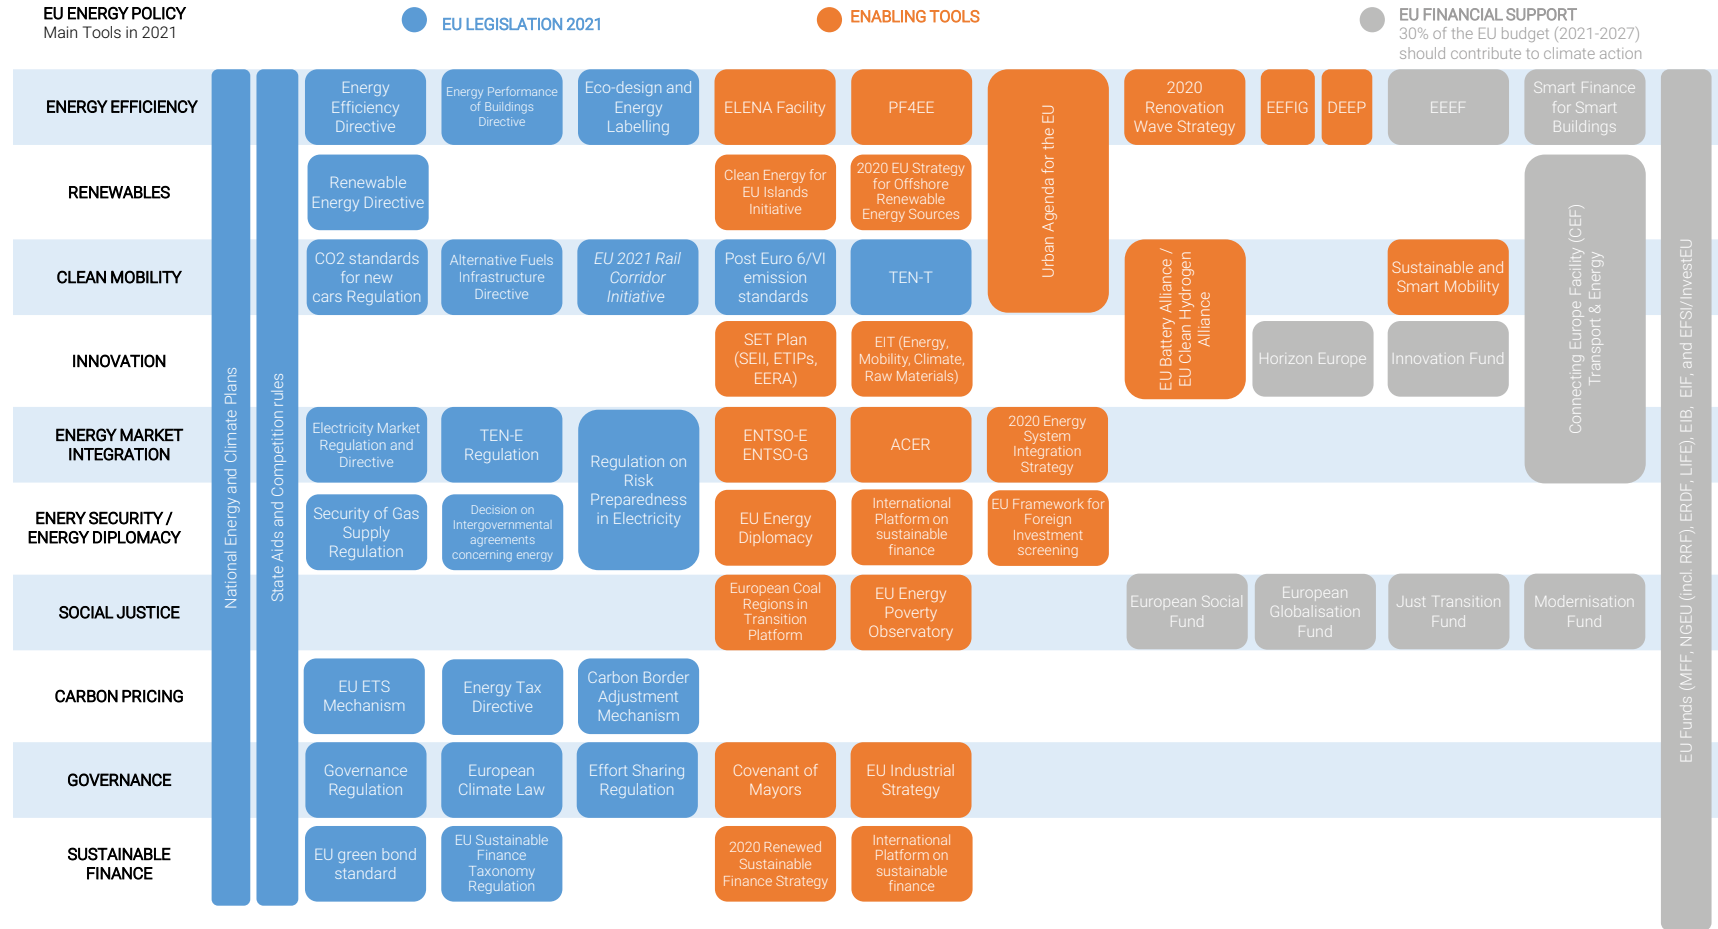 EU ENERGY POLICY
Main Tools in 2021
EU LEGISLATION 2021
ENABLING TOOLS
EU FINANCIAL SUPPORT
30% of the EU budget (2021-2027)
should contribute to climate action
National Energy and Climate Plans
State Aids and Competition rules
ENERGY EFFICIENCY
Energy
Efficiency
Directive
Energy Performance
of Buildings
Directive
Eco-design and
Energy
Labelling
ELENA Facility
PF4EE
Urban Agenda for the EU
2020
Renovation
Wave Strategy
EEFIG
DEEP
EEEF
Smart Finance
for Smart
Buildings
RENEWABLES
Renewable
Energy Directive
Clean Energy for
EU Islands
Initiative
2020 EU Strategy
for Offshore
Renewable
Energy Sources
Connecting Europe Facility (CEF)
Transport & Energy
CLEAN MOBILITY
CO2 standards
for new
cars Regulation
Alternative Fuels
Infrastructure
Directive
EU 2021 Rail
Corridor
Initiative
Post Euro 6/VI
emission
standards
TEN-T
EU Battery Alliance /
EU Clean Hydrogen
Alliance
Sustainable and
Smart Mobility
INNOVATION
SET Plan
(SEII, ETIPs,
EERA)
EIT (Energy,
Mobility, Climate,
Raw Materials)
Horizon Europe
Innovation Fund
ENERGY MARKET
INTEGRATION
Electricity Market
Regulation and
Directive
TEN-E
Regulation
Regulation on
Risk
Preparedness
in Electricity
ENTSO-E
ENTSO-G
ACER
2020 Energy
System
Integration
Strategy
ENERY SECURITY /
ENERGY DIPLOMACY
Security of Gas
Supply
Regulation
Decision on
Intergovernmental
agreements
concerning energy
EU Energy
Diplomacy
International
Platform on
sustainable
finance
EU Framework for
Foreign
Investment
screening
SOCIAL JUSTICE
European Coal
Regions in
Transition
Platform
EU Energy
Poverty
Observatory
European Social
Fund
European
Globalisation
Fund
Just Transition
Fund
Modernisation
Fund
CARBON PRICING
EU ETS
Mechanism
Energy Tax
Directive
Carbon Border
Adjustment
Mechanism
GOVERNANCE
Governance
Regulation
European
Climate Law
Effort Sharing
Regulation
Covenant of
Mayors
EU Industrial
Strategy
SUSTAINABLE
FINANCE
EU green bond
standard
EU Sustainable
Finance
Taxonomy
Regulation
2020 Renewed
Sustainable
Finance Strategy
International
Platform on
sustainable
finance
EU Funds (MFF, NGEU (incl. RRF), ERDF, LIFE), EIB, EIF, and EFSI/InvestEU